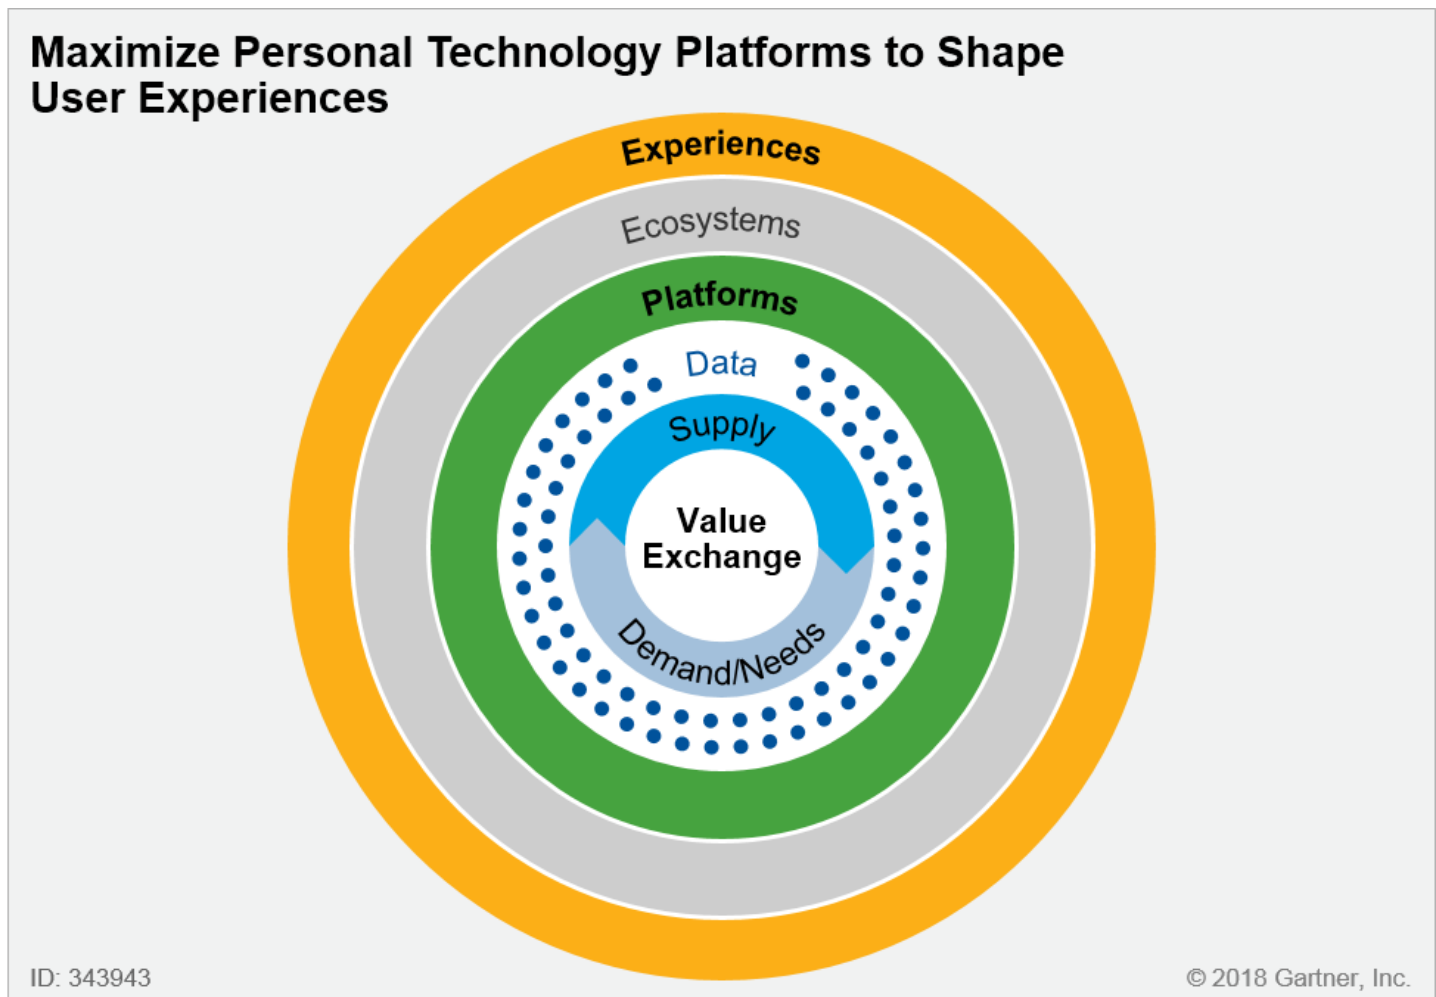 Maximize Personal Technology Platforms to Shape
User Experiences
Experiences
Ecosystems
Platforms
Data
Supply
Value
Exchange
Demand/Needs
ID: 343943
© 2018 Gartner, Inc.